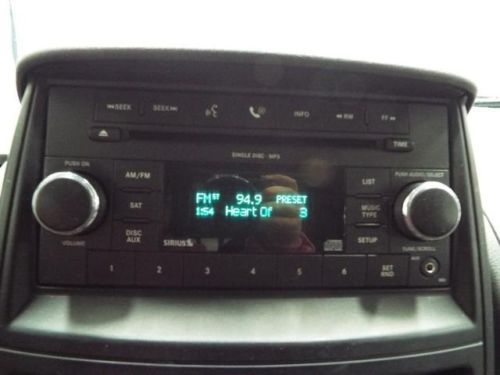 SEEK SEEK INFO RW FF
SINGLE DISC - MP3 TIME
PUSH ON AM/FM LIST PUSH AUDIO/SELECT
FM ST 94.9 PRESET
SAT 1:54 Heart Of 3 MUSIC TYPE
VOLUME DISC AUX SIRIUS SETUP TUNE/SCROLL
1 2 3 4 5 6 SET RND AUX